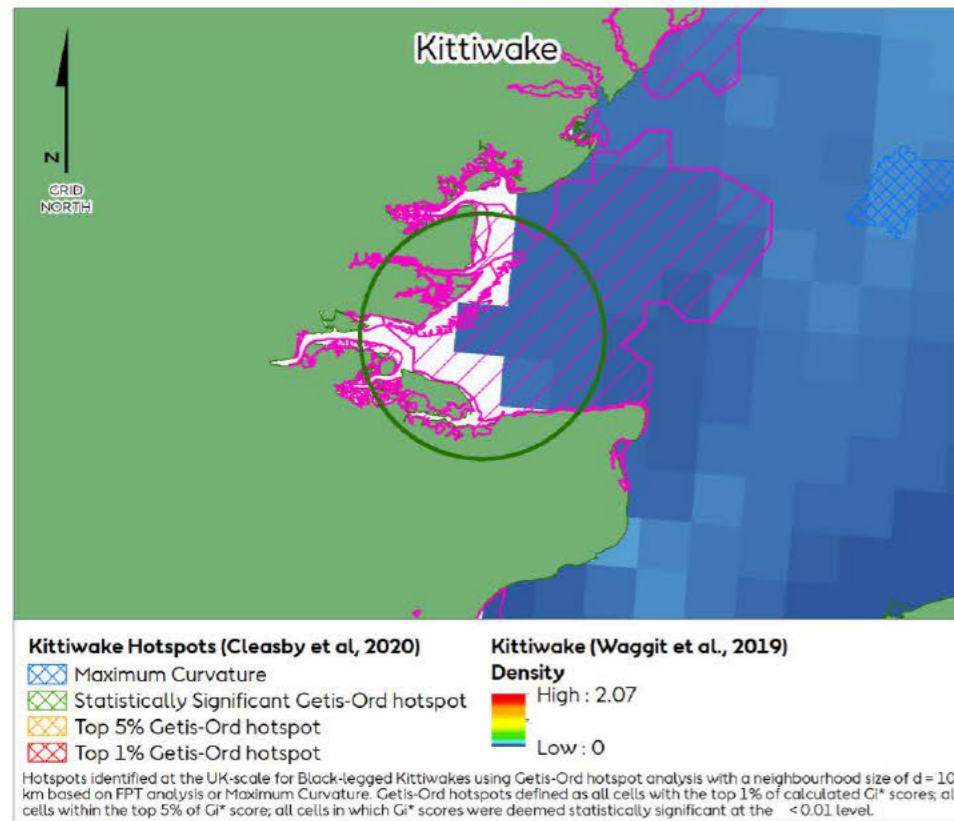 Kittiwake
N
GRID
NORTH
Kittiwake Hotspots (Cleasby et al, 2020)
Maximum Curvature
Statistically Significant Getis-Ord hotspot
Top 5% Getis-Ord hotspot
Top 1% Getis-Ord hotspot
Kittiwake (Waggit et al., 2019)
Density
High : 2.07
Low : 0
Hotspots identified at the UK-scale for Black-legged Kittiwakes using Getis-Ord hotspot analysis with a neighbourhood size of d = 10
km based on FPT analysis or Maximum Curvature. Getis-Ord hotspots defined as all cells with the top 1% of calculated Gi* scores; al
cells within the top 5% of Gi* score; all cells in which Gi* scores were deemed statistically significant at the <0.01 level.